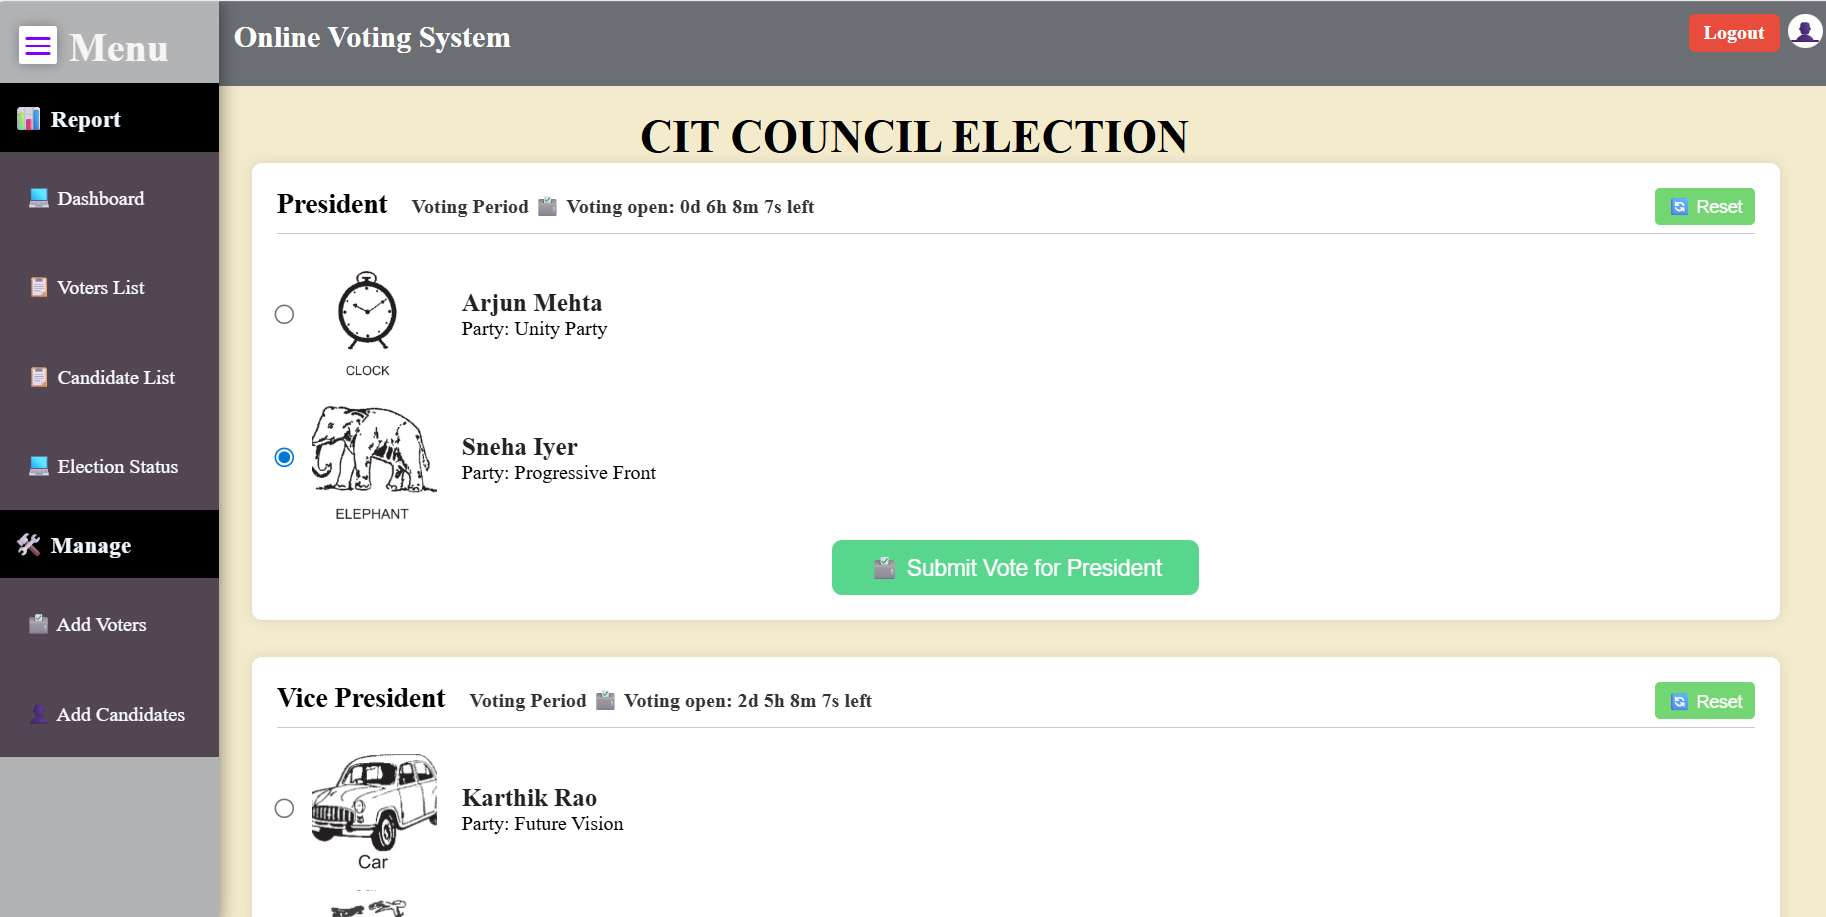 Menu
Online Voting System
Logout
Report
Dashboard
Voters List
Candidate List
Election Status
Manage
Add Voters
Add Candidates
CIT COUNCIL ELECTION
President Voting Period Voting open: 0d 6h 8m 7s left
Reset
CLOCK
Arjun Mehta
Party: Unity Party
ELEPHANT
Sneha Iyer
Party: Progressive Front
Submit Vote for President
Vice President Voting Period Voting open: 2d 5h 8m 7s left
Reset
Car
Karthik Rao
Party: Future Vision